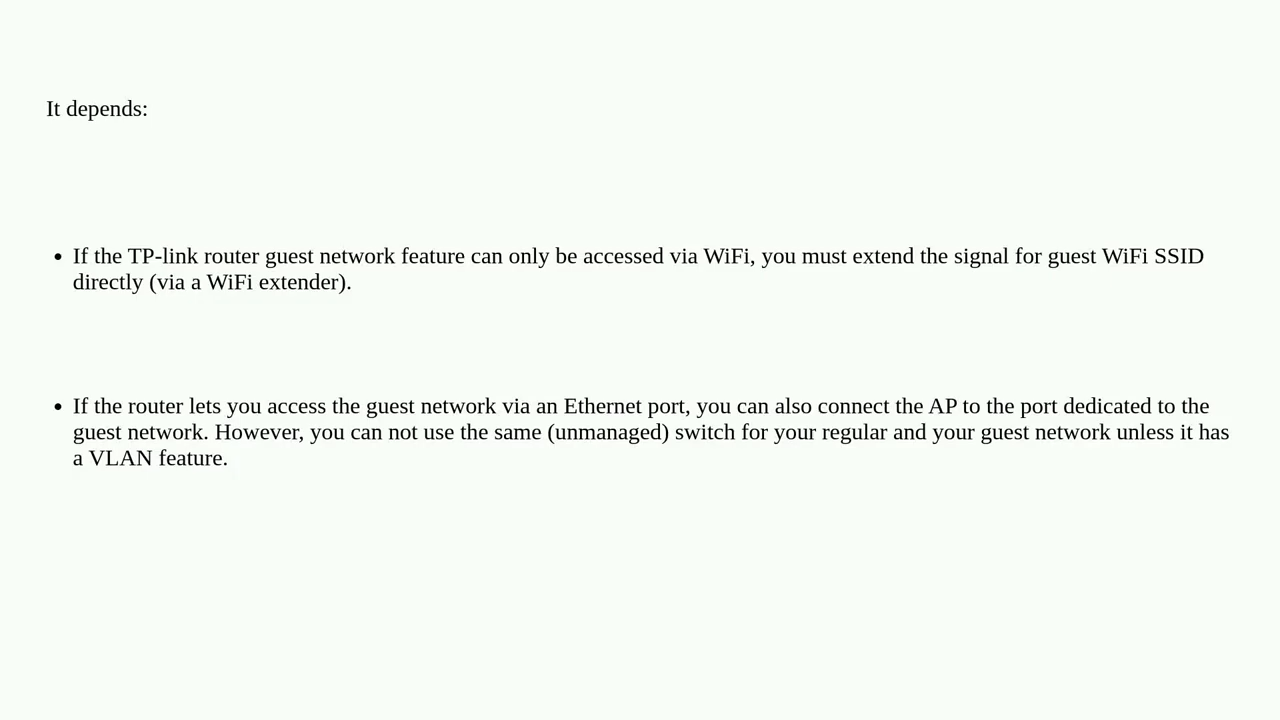 It depends:
• If the TP-link router guest network feature can only be accessed via WiFi, you must extend the signal for guest WiFi SSID
directly (via a WiFi extender).
• If the router lets you access the guest network via an Ethernet port, you can also connect the AP to the port dedicated to the
guest network. However, you can not use the same (unmanaged) switch for your regular and your guest network unless it has
a VLAN feature.